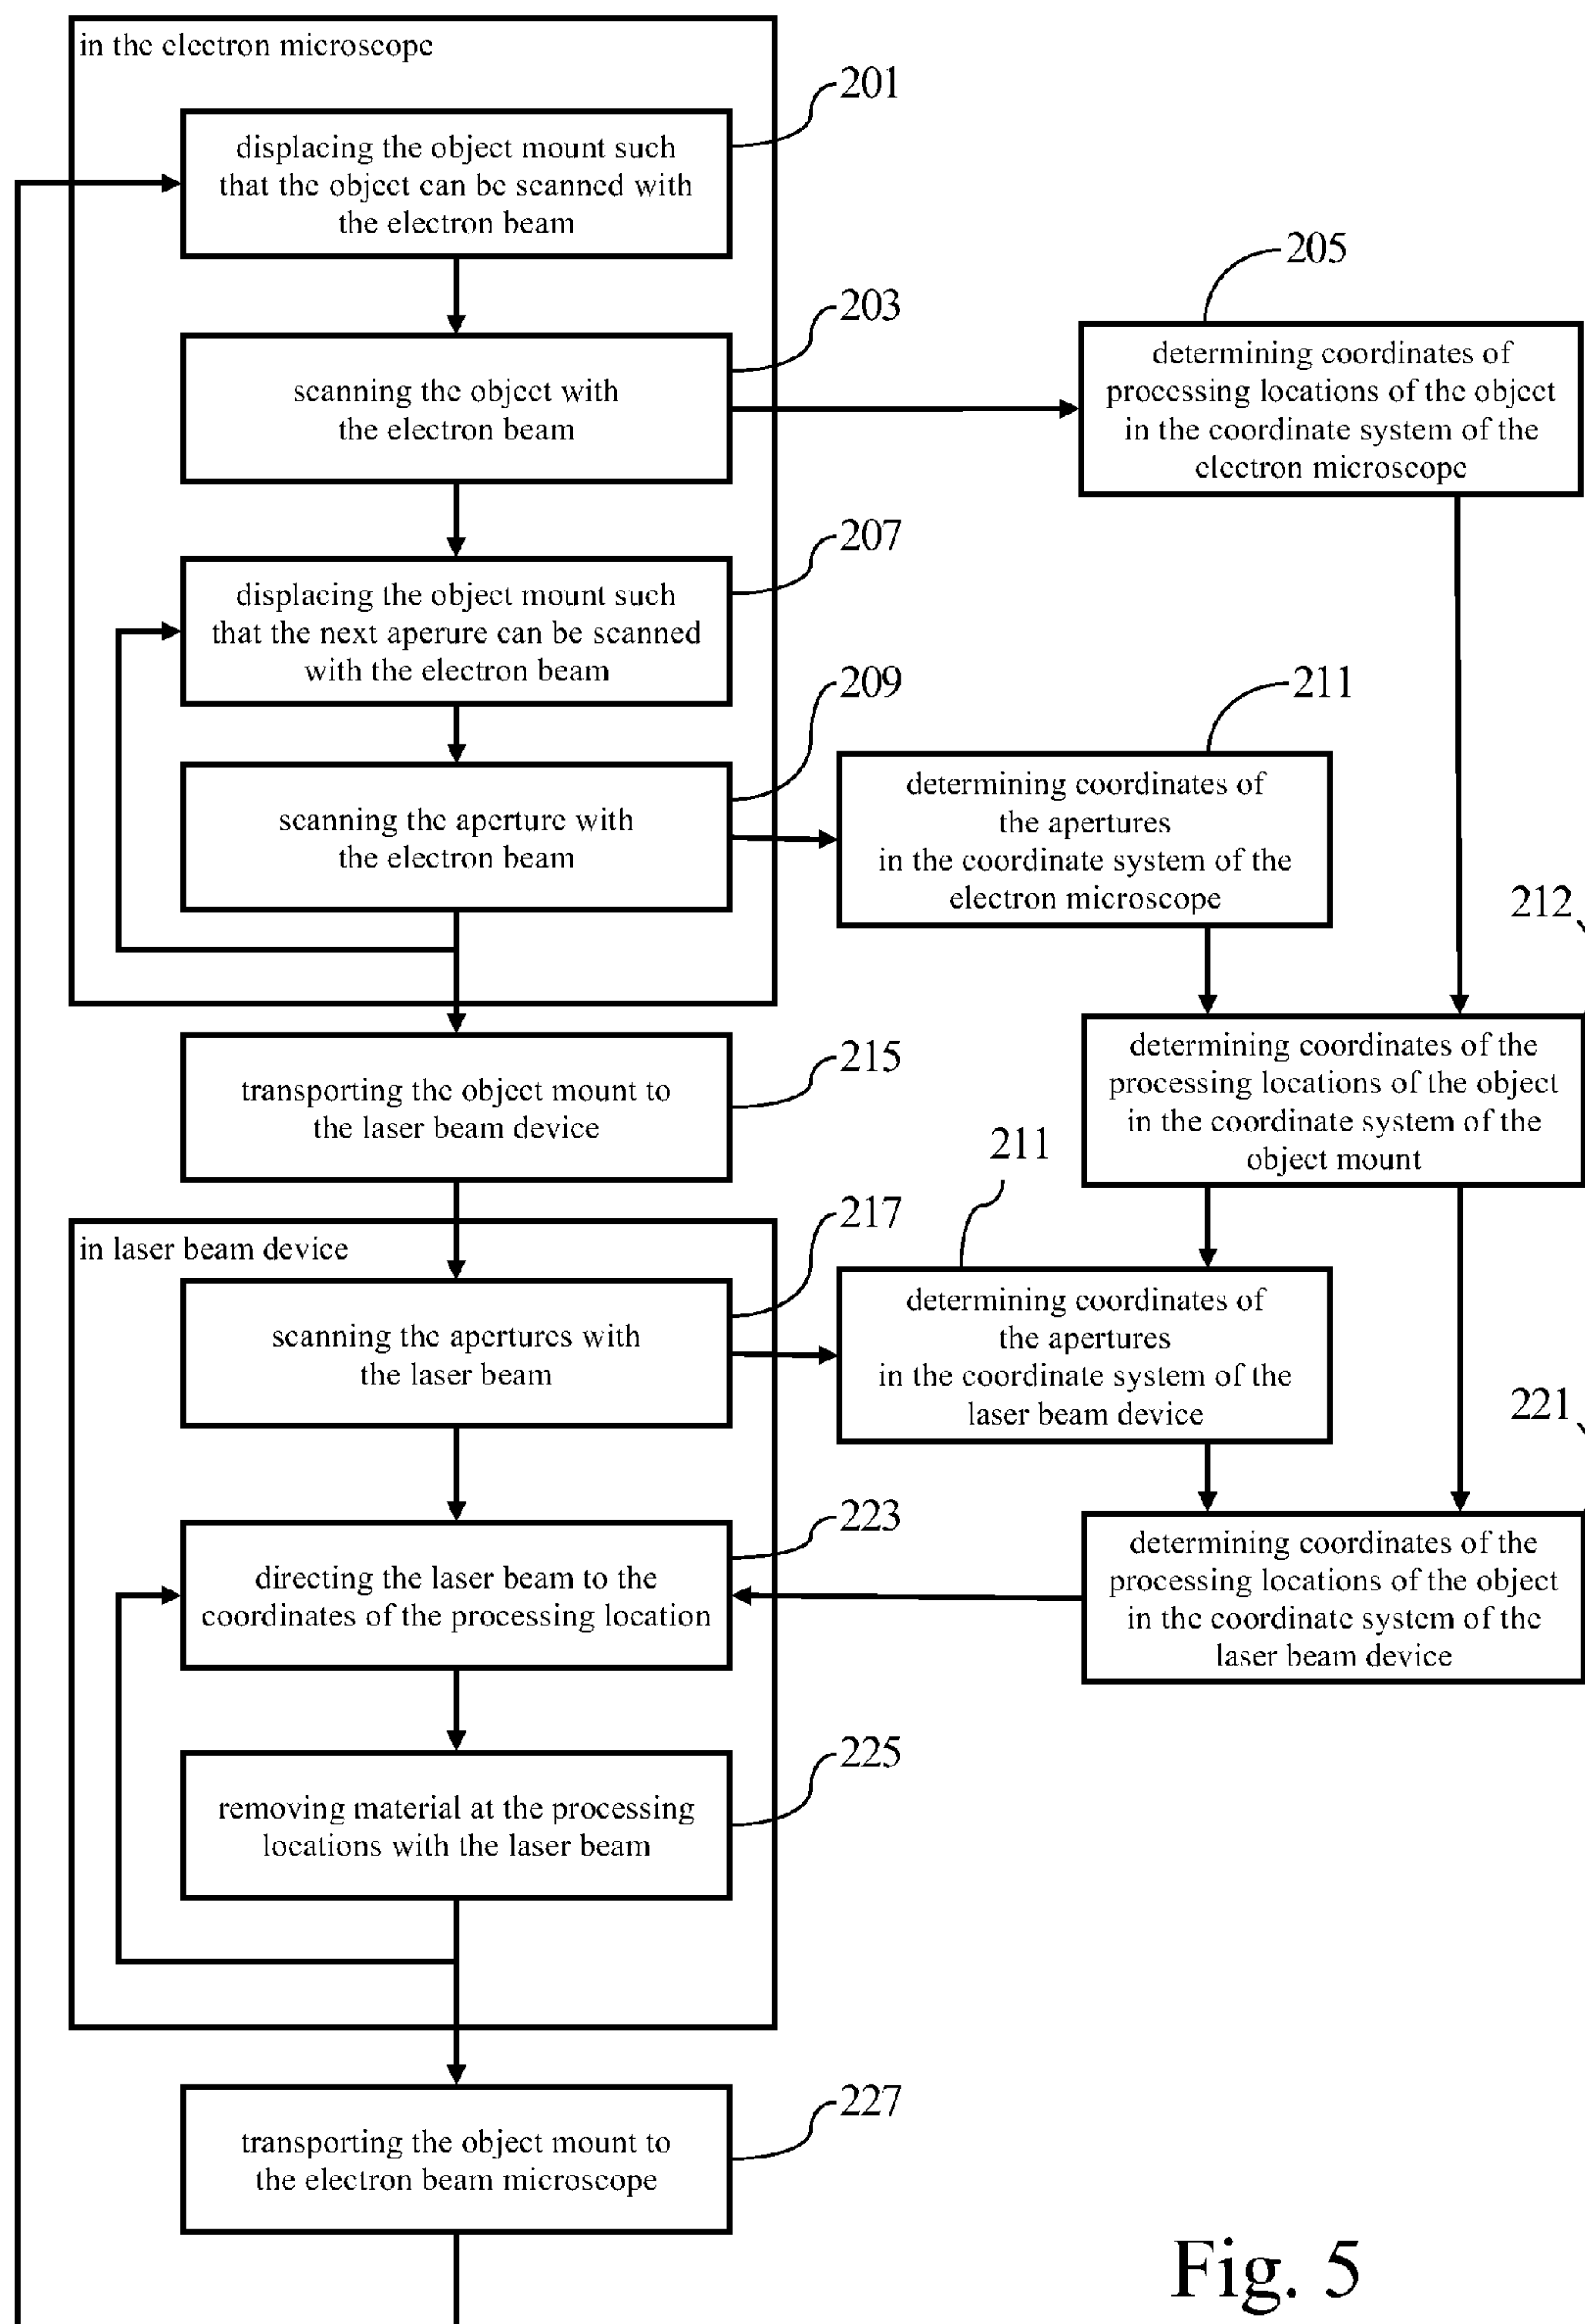 in the electron microscope
201
displacing the object mount such
that the object can be scanned with
the electron beam
203
scanning the object with
the electron beam
205
determining coordinates of
processing locations of the object
in the coordinate system of the
electron microscope
207
displacing the object mount such
that the next aperure can be scanned
with the electron beam
209
scanning the aperture with
the electron beam
211
determining coordinates of
the apertures
in the coordinate system of the
electron microscope
212
determining coordinates of the
processing locations of the object
in the coordinate system of the
object mount
215
transporting the object mount to
the laser beam device
in laser beam device
217
scanning the apertures with
the laser beam
211
determining coordinates of
the apertures
in the coordinate system of the
laser beam device
221
determining coordinates of the
processing locations of the object
in the coordinate system of the
laser beam device
223
directing the laser beam to the
coordinates of the processing location
225
removing material at the processing
locations with the laser beam
227
transporting the object mount to
the electron beam microscope
Fig. 5